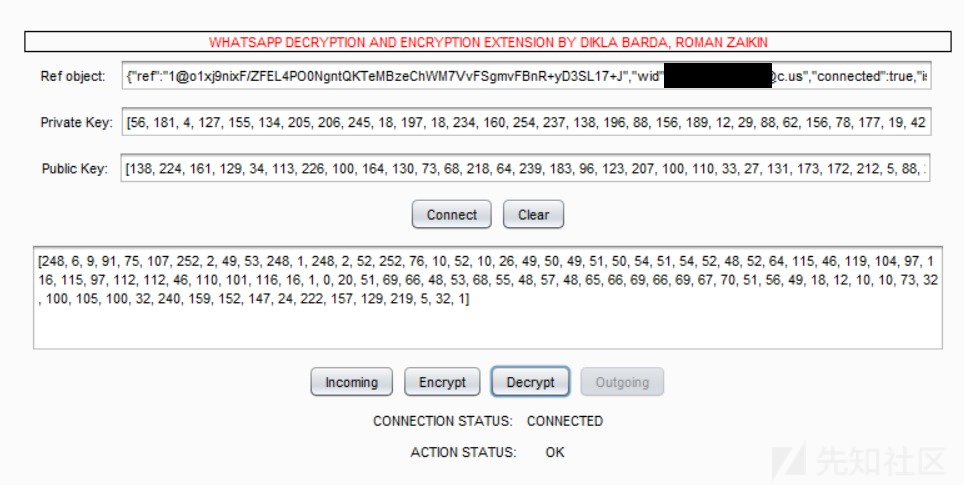 WHATSAPP DECRYPTION AND ENCRYPTION EXTENSION BY DIKLA BARDA, ROMAN ZAIKIN
Ref object: {"ref":"1@o1xj9nixF/ZFEL4PO0NgntQKTeMBzeChWM7VvFSgmvFBnR+yD3SL17+J","wid" @c.us","connected":true,"is
Private Key: [56, 181, 4, 127, 155, 134, 205, 206, 245, 18, 197, 18, 234, 160, 254, 237, 138, 196, 88, 156, 189, 12, 29, 88, 62, 156, 78, 177, 19, 42
Public Key: [138, 224, 161, 129, 34, 113, 226, 100, 164, 130, 73, 68, 218, 64, 239, 183, 96, 123, 207, 100, 110, 33, 27, 131, 173, 172, 212, 5, 88,
Connect Clear
[248, 6, 9, 91, 75, 107, 252, 2, 49, 53, 248, 1, 248, 2, 52, 252, 76, 10, 52, 10, 26, 49, 50, 49, 51, 50, 54, 51, 54, 52, 48, 52, 64, 115, 46, 119, 104, 97, 1
16, 115, 97, 112, 112, 46, 110, 101, 116, 16, 1, 0, 20, 51, 69, 66, 48, 53, 68, 55, 48, 57, 48, 65, 66, 69, 66, 69, 67, 70, 51, 56, 49, 18, 12, 10, 10, 73, 32
, 100, 105, 100, 32, 240, 159, 152, 147, 24, 222, 157, 129, 219, 5, 32, 1]
Incoming Encrypt Decrypt Outgoing
CONNECTION STATUS: CONNECTED
ACTION STATUS: OK
先知社区